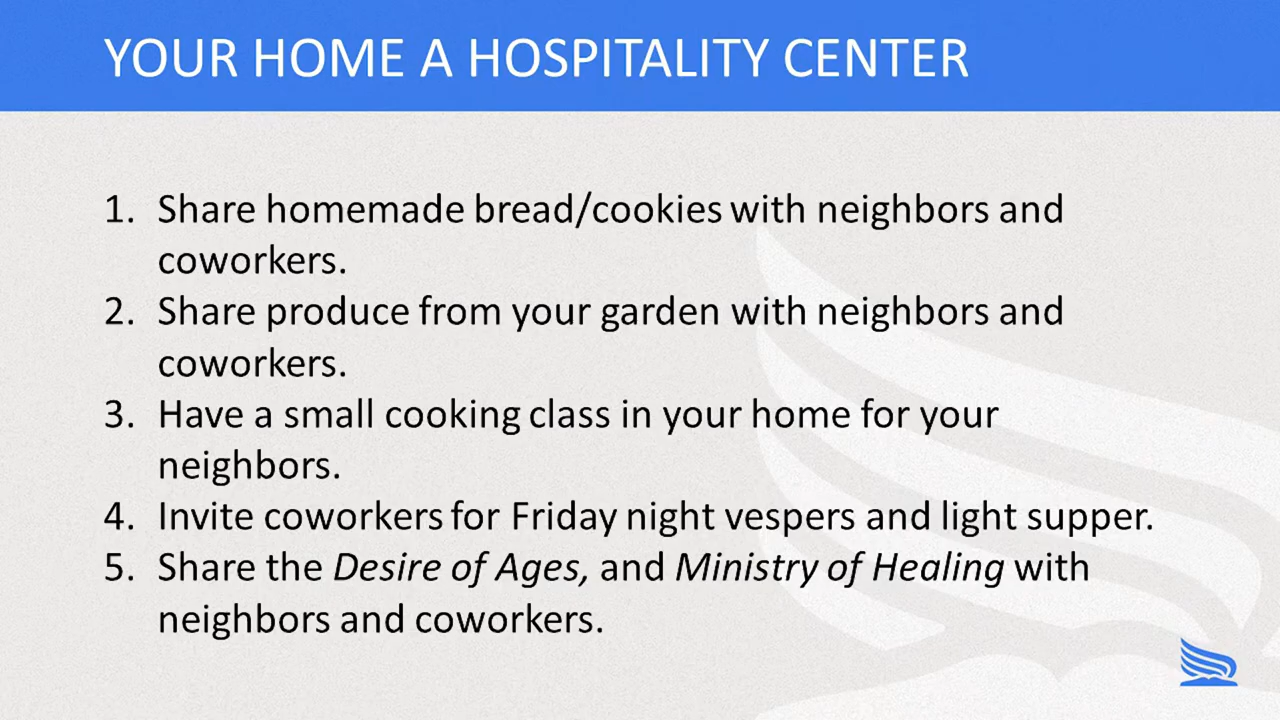 YOUR HOME A HOSPITALITY CENTER
1. Share homemade bread/cookies with neighbors and
coworkers.
2. Share produce from your garden with neighbors and
coworkers.
3. Have a small cooking class in your home for your
neighbors.
4. Invite coworkers for Friday night vespers and light supper.
5. Share the Desire of Ages, and Ministry of Healing with
neighbors and coworkers.